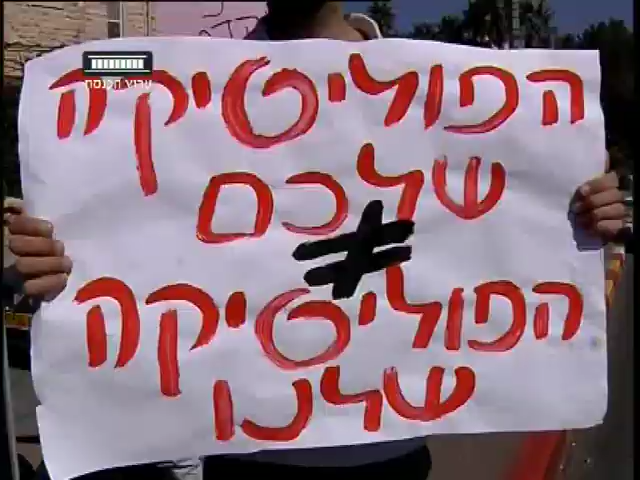 ערוץ הכנסת
הפוליטיקה
שלכם
≠
הפוליטיקה
שלנו